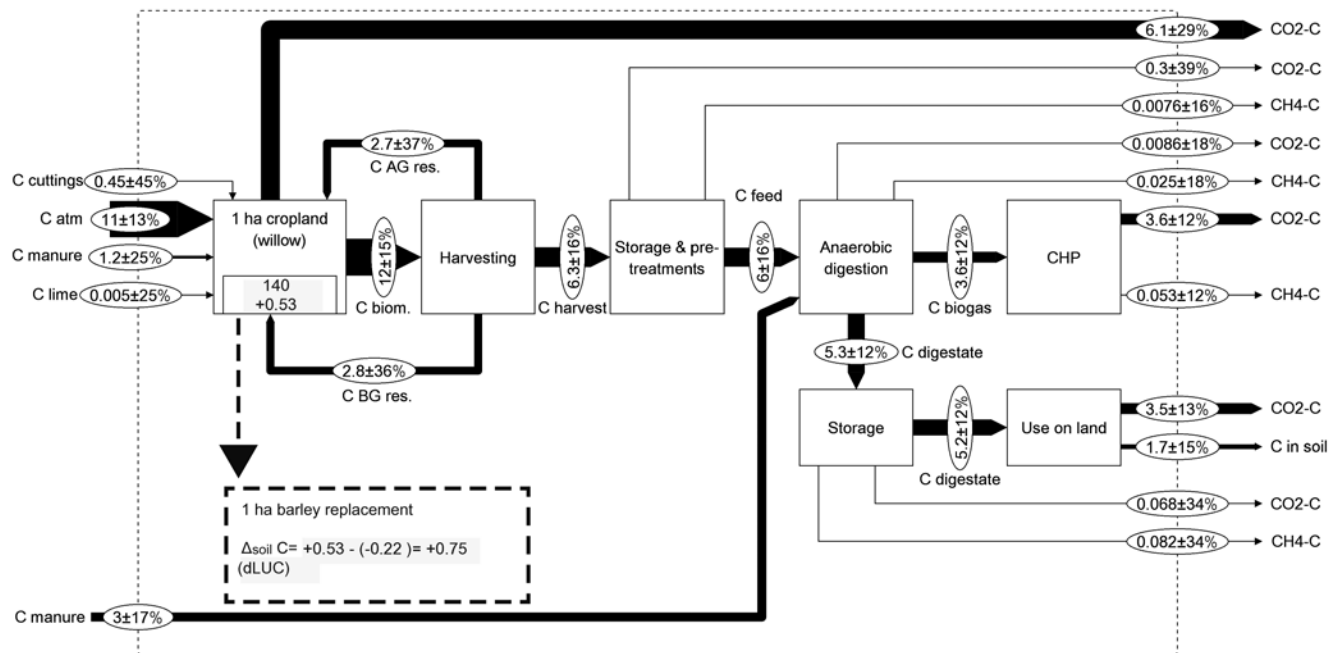 6.1±29%
CO2-C
0.3±39%
CO2-C
0.0076±16%
CH4-C
2.7±37%
C AG res.
0.0086±18%
CO2-C
C cuttings
0.45±45%
0.025±18%
CH4-C
C feed
C atm
11±13%
1 ha cropland
(willow)
12±15%
C biom.
Harvesting
6.3±16%
C harvest
Storage & pre-
treatments
6±16%
Anaerobic
digestion
3.6±12%
C biogas
CHP
3.6±12%
CO2-C
C manure
1.2±25%
C lime
0.005±25%
140
+0.53
0.053±12%
CH4-C
2.8±36%
C BG res.
5.3±12%
C digestate
Storage
5.2±12%
C digestate
Use on land
3.5±13%
CO2-C
1.7±15%
C in soil
0.068±34%
CO2-C
0.082±34%
CH4-C
1 ha barley replacement
Δsoil C= +0.53 - (-0.22 )= +0.75
(dLUC)
C manure
3±17%